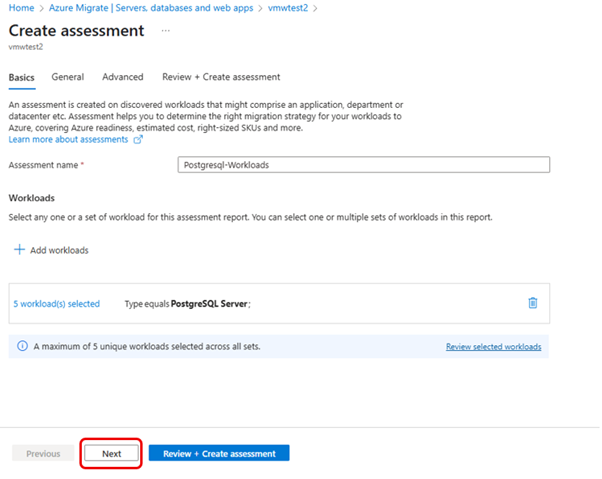 Home > Azure Migrate | Servers, databases and web apps > vmwtest2 >
Create assessment ...
vmwtest2
Basics General Advanced Review + Create assessment
An assessment is created on discovered workloads that might comprise an application, department or
datacenter etc. Assessment helps you to determine the right migration strategy for your workloads to
Azure, covering Azure readiness, estimated cost, right-sized SKUs and more.
Learn more about assessments
Assessment name * Postgresql-Workloads
Workloads
Select any one or a set of workload for this assessment report. You can select one or multiple sets of workloads in this report.
+ Add workloads
5 workload(s) selected Type equals PostgreSQL Server;
A maximum of 5 unique workloads selected across all sets. Review selected workloads
Previous Next Review + Create assessment